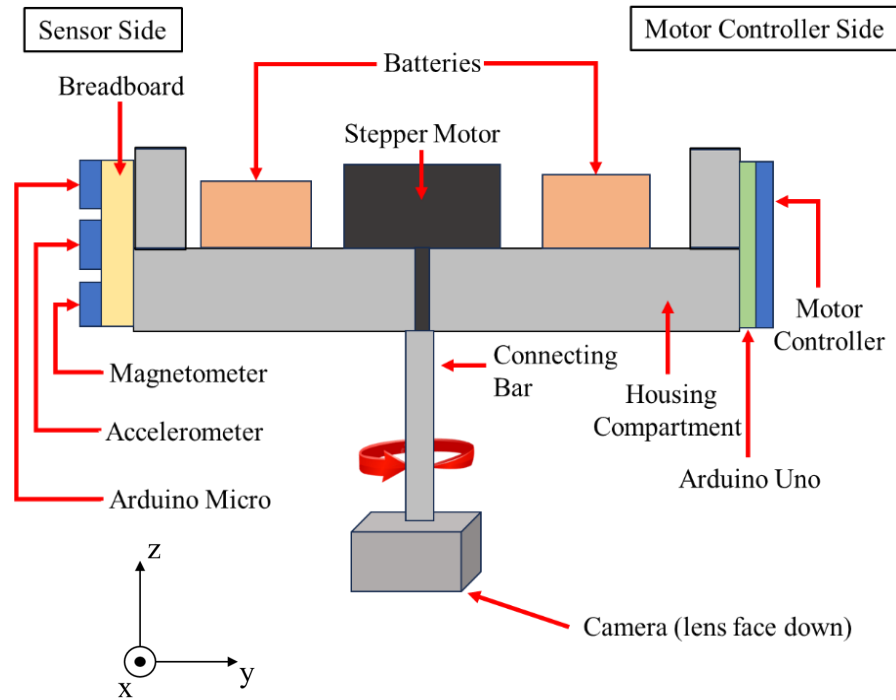 Sensor Side
Motor Controller Side
Batteries
Breadboard
Stepper Motor
Motor
Controller
Connecting
Bar
Housing
Compartment
Magnetometer
Accelerometer
Arduino Uno
Arduino Micro
z
y
x
Camera (lens face down)